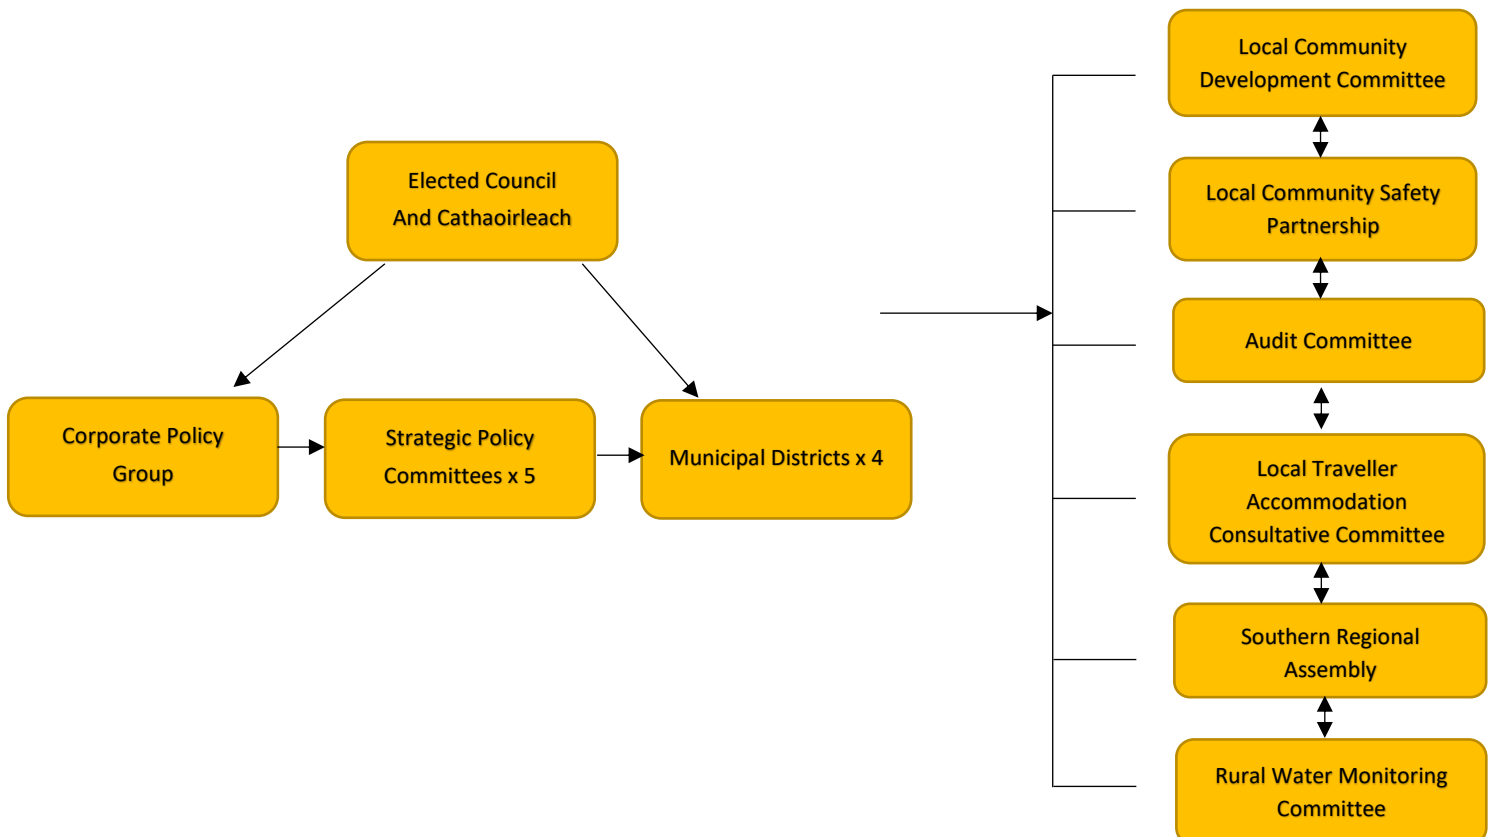 Elected Council
And Cathaoirleach
Corporate Policy
Group
Strategic Policy
Committees x 5
Municipal Districts x 4
Local Community
Development Committee
Local Community Safety
Partnership
Audit Committee
Local Traveller
Accommodation
Consultative Committee
Southern Regional
Assembly
Rural Water Monitoring
Committee